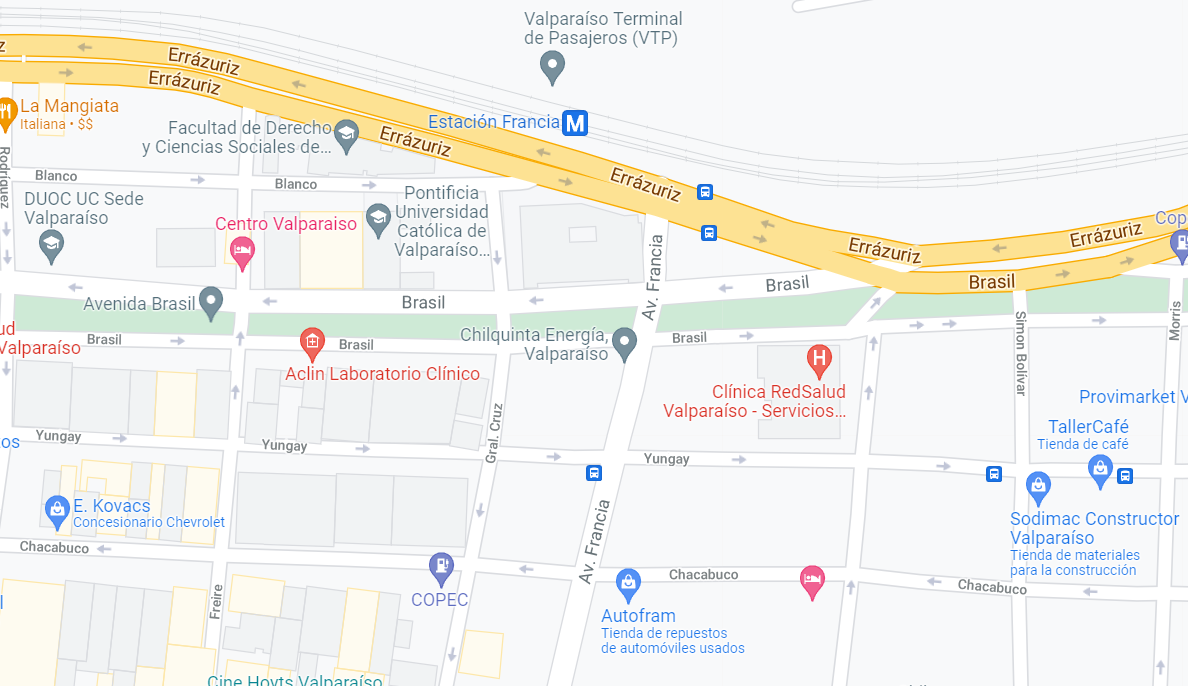 Valparaíso Terminal
de Pasajeros (VTP)
Errázuriz
Errázuriz
La Mangiata
Italiana • $$
Estación Francia
M
Facultad de Derecho
y Ciencias Sociales de...
Errázuriz
Rodríguez
Blanco
Blanco
Errázuriz
DUOC UC Sede
Valparaíso
Pontificia
Universidad
Católica de
Valparaíso...
Centro Valparaiso
Av. Francia
Errázuriz
Errázuriz
Cop
Brasil
Brasil
Brasil
Avenida Brasil
Brasil
Brasil
Chilquinta Energía,
Valparaíso
Brasil
Simon Bolívar
Morris
ud
Valparaíso
Aclin Laboratorio Clínico
H
Clínica RedSalud
Valparaíso - Servicios...
Provimarket V
Gral. Cruz
TallerCafé
Tienda de café
Yungay
Yungay
Yungay
os
E. Kovacs
Concesionario Chevrolet
Sodimac Constructor
Valparaíso
Tienda de materiales
para la construcción
Av. Francia
Chacabuco
Chacabuco
Chacabuco
COPEC
Freire
Autofram
Tienda de repuestos
de automóviles usados
Cine Hoyts Valparaíso